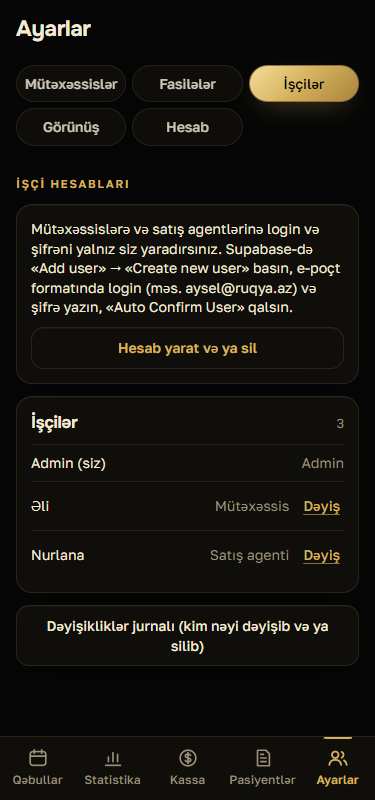 Ayarlar
Mütəxəssislər
Fasilələr
İşçilər
Görünüş
Hesab
İŞÇİ HESABLARI
Mütəxəssislərə və satış agentlərinə login və
şifrəni yalnız siz yaradırsınız. Supabase-də
«Add user» → «Create new user» basın, e-poçt
formatında login (məs. aysel@ruqya.az) və
şifrə yazın, «Auto Confirm User» qalsın.
Hesab yarat və ya sil
İşçilər 3
Admin (siz) Admin
Əli Mütəxəssis Dəyiş
Nurlana Satış agenti Dəyiş
Dəyişikliklər jurnalı (kim nəyi dəyişib və ya
silib)
Qəbullar Statistika Kassa Pasiyentlər Ayarlar